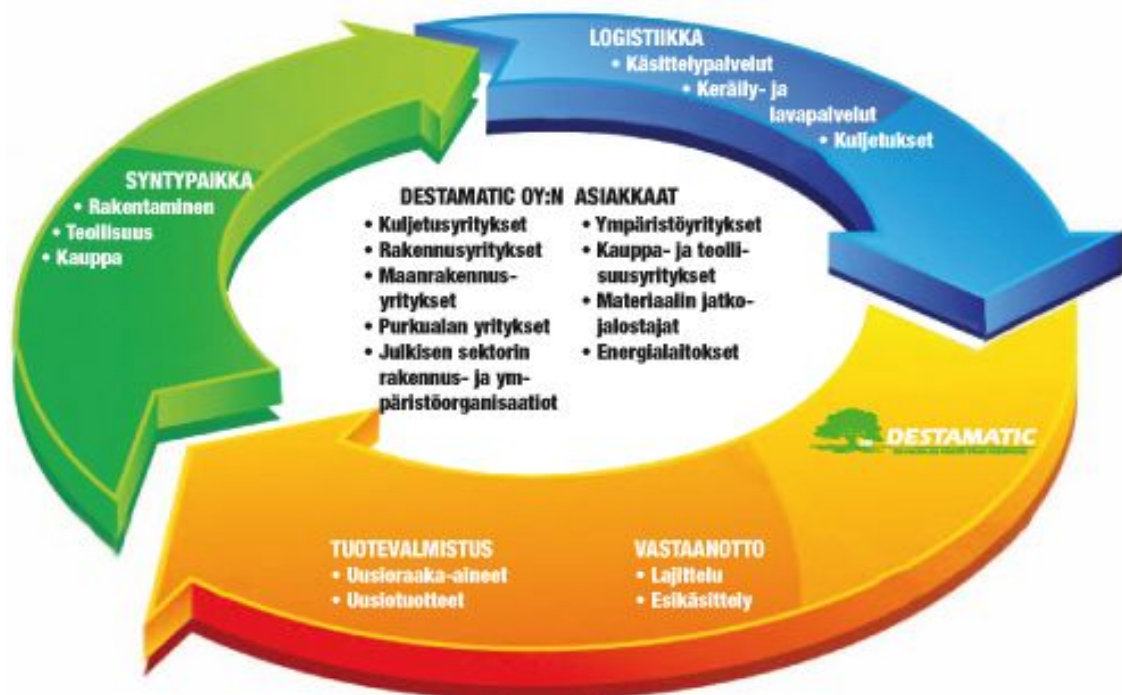 LOGISTIIKKA
• Käsittelypalvelut
• Keräily- ja
lavapalvelut
• Kuljetukset
SYNTYPAIKKA
• Rakentaminen
• Teollisuus
• Kauppa
DESTAMATIC OY:N ASIAKKAAT
• Kuljetusyritykset
• Rakennusyritykset
• Maanrakennus-
yritykset
• Purkualan yritykset
• Julkisen sektorin
rakennus- ja ym-
päristöorganisaatiot
• Ympäristöyritykset
• Kauppa- ja teolli-
suusyritykset
• Materiaalin jatko-
jalostajat
• Energialaitokset
DESTAMATIC
TUOTEVALMISTUS
• Uusioraaka-aineet
• Uusiotuotteet
VASTAANOTTO
• Lajittelu
• Esikäsittely